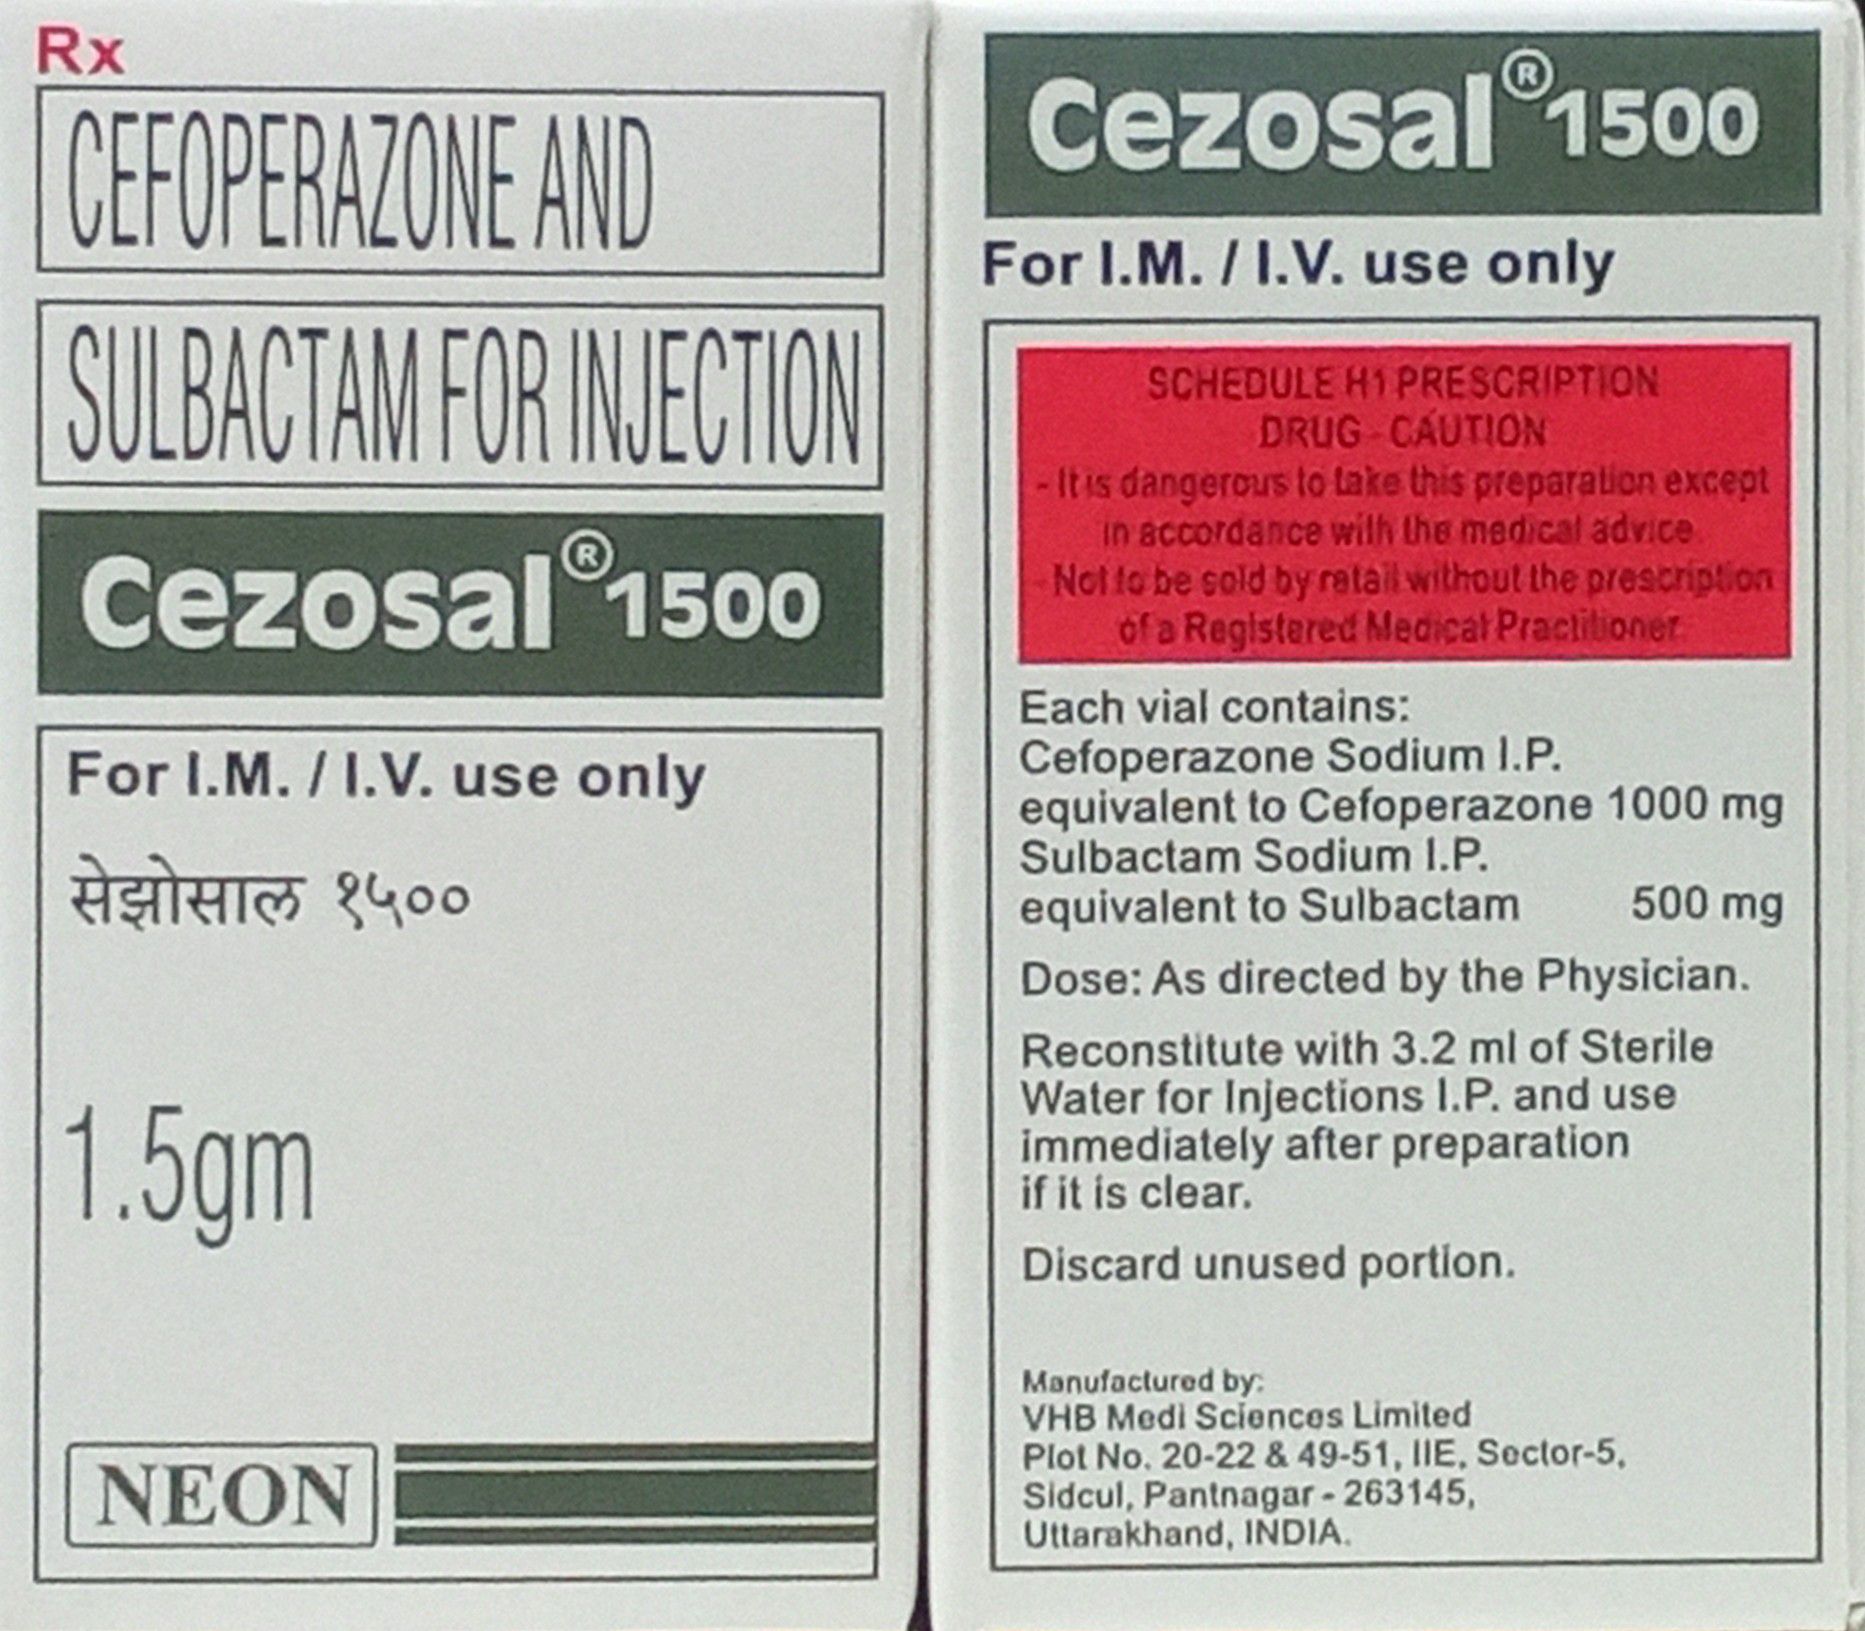 Rx
CEFOPERAZONE AND
SULBACTAM FOR INJECTION
Cezosal® 1500
For I.M. / I.V. use only
सेझोसाल १५००
1.5gm
NEON
Cezosal® 1500
For I.M. / I.V. use only
SCHEDULE H1 PRESCRIPTION
DRUG - CAUTION
- It is dangerous to take this preparation except
in accordance with the medical advice.
- Not to be sold by retail without the prescription
of a Registered Medical Practitioner.
Each vial contains:
Cefoperazone Sodium I.P.
equivalent to Cefoperazone 1000 mg
Sulbactam Sodium I.P.
equivalent to Sulbactam 500 mg
Dose: As directed by the Physician.
Reconstitute with 3.2 ml of Sterile
Water for Injections I.P. and use
immediately after preparation
if it is clear.
Discard unused portion.
Manufactured by:
VHB Medi Sciences Limited
Plot No. 20-22 & 49-51, IIE, Sector-5,
Sidcul, Pantnagar - 263145,
Uttarakhand, INDIA.